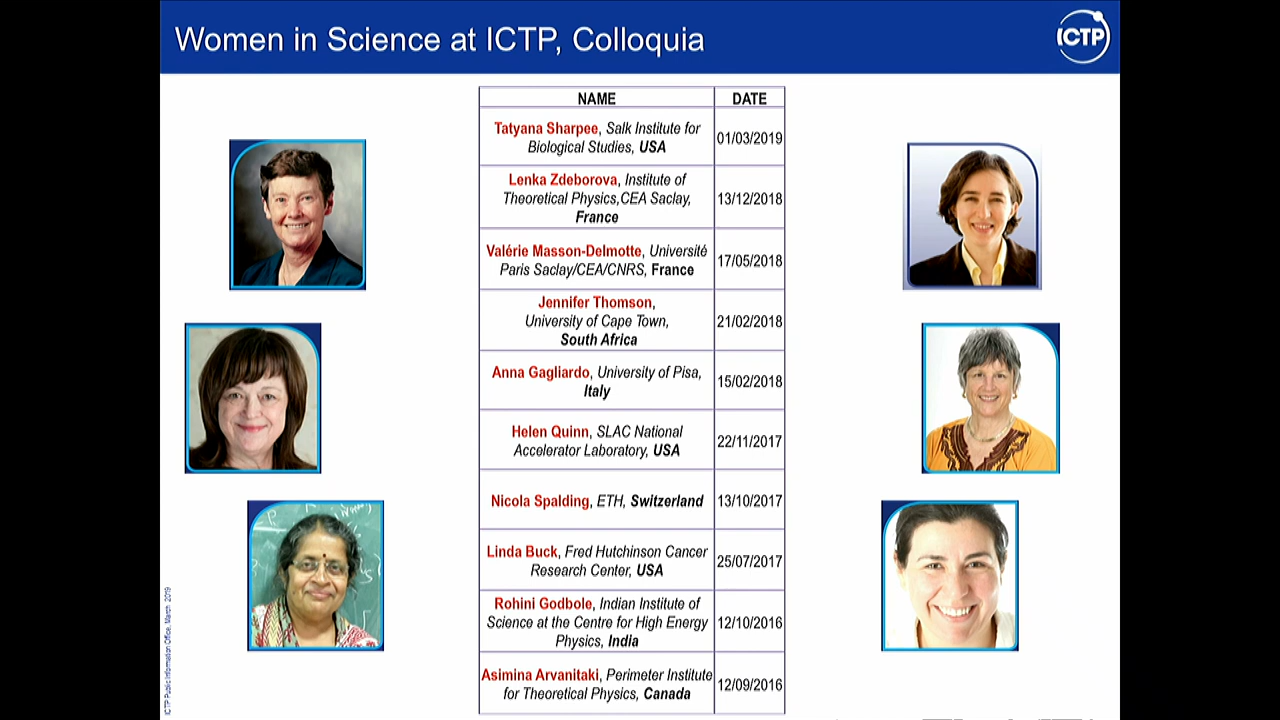 Women in Science at ICTP, Colloquia
ICTP
NAME DATE
Tatyana Sharpee, Salk Institute for
Biological Studies, USA
01/03/2019
Lenka Zdeborova, Institute of
Theoretical Physics,CEA Saclay,
France
13/12/2018
Valérie Masson-Delmotte, Université
Paris Saclay/CEA/CNRS, France
17/05/2018
Jennifer Thomson,
University of Cape Town,
South Africa
21/02/2018
Anna Gagliardo, University of Pisa,
Italy
15/02/2018
Helen Quinn, SLAC National
Accelerator Laboratory, USA
22/11/2017
Nicola Spalding, ETH, Switzerland
13/10/2017
Linda Buck, Fred Hutchinson Cancer
Research Center, USA
25/07/2017
Rohini Godbole, Indian Institute of
Science at the Centre for High Energy
Physics, India
12/10/2016
Asimina Arvanitaki, Perimeter Institute
for Theoretical Physics, Canada
12/09/2016
ICTP Public Information Office, March 2019